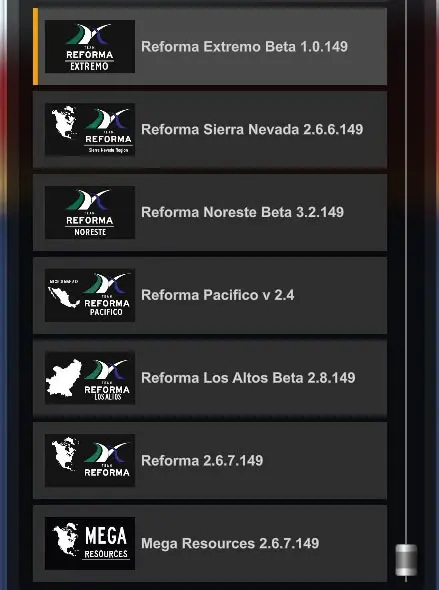 TEAM
REFORMA
EXTREMO
Reforma Extremo Beta 1.0.149
TEAM
REFORMA
Sierra Nevada Region
Reforma Sierra Nevada 2.6.6.149
TEAM
REFORMA
NORESTE
Reforma Noreste Beta 3.2.149
TEAM
REFORMA
PACIFICO
Reforma Pacifico v 2.4
TEAM
REFORMA
LOS ALTOS
Reforma Los Altos Beta 2.8.149
TEAM
REFORMA
Reforma 2.6.7.149
MEGA
RESOURCES
Mega Resources 2.6.7.149